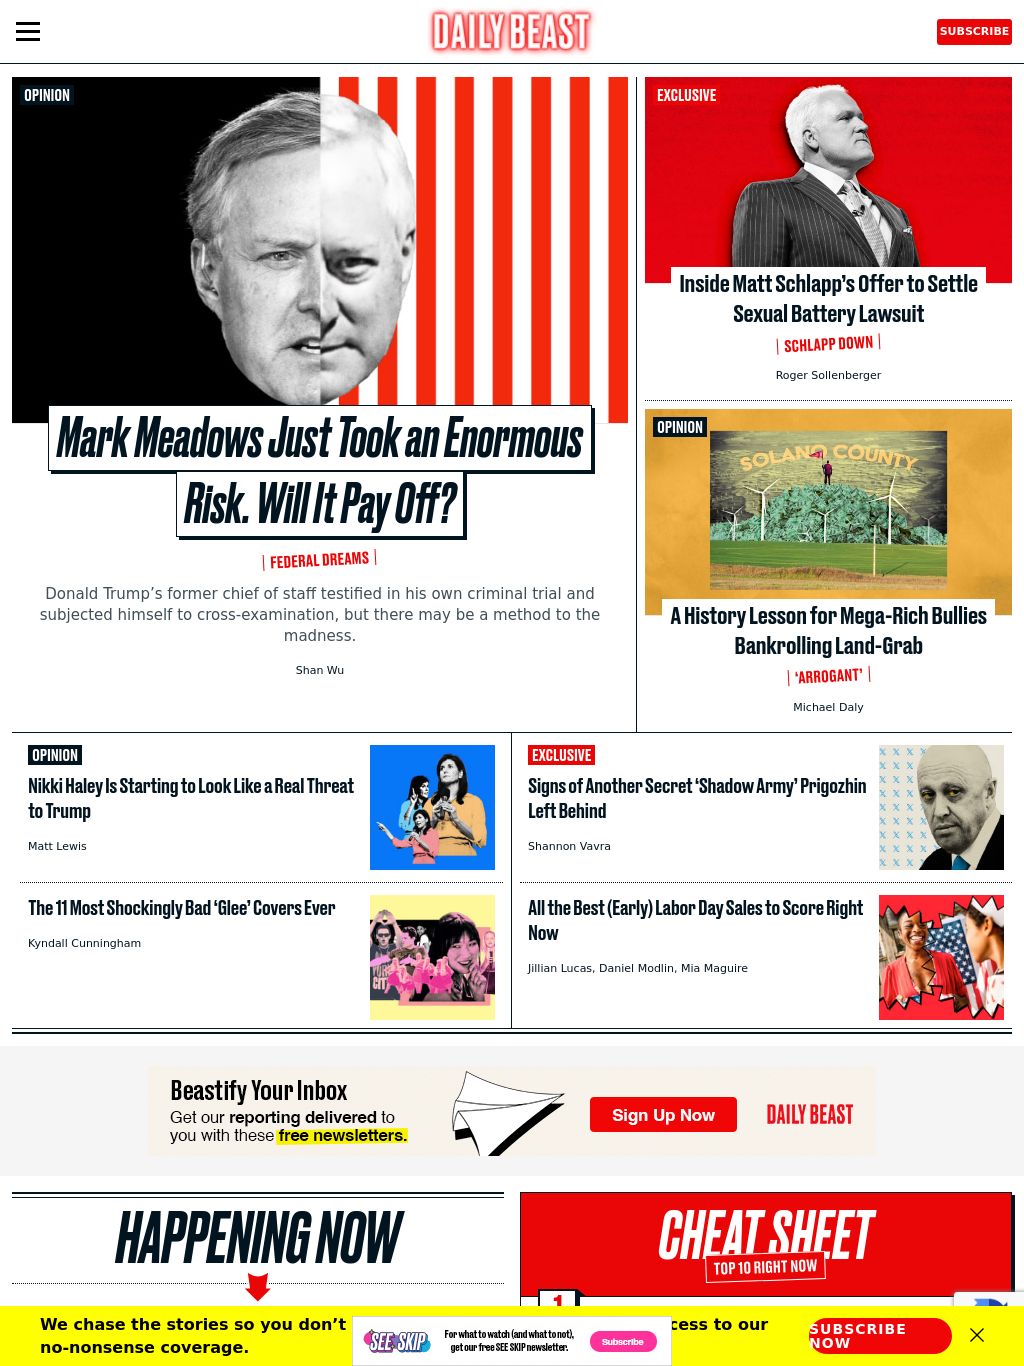 DAILY BEAST
SUBSCRIBE
OPINION
Mark Meadows Just Took an Enormous
Risk. Will It Pay Off?
FEDERAL DREAMS
Donald Trump’s former chief of staff testified in his own criminal trial and
subjected himself to cross-examination, but there may be a method to the
madness.
Shan Wu
EXCLUSIVE
Inside Matt Schlapp’s Offer to Settle
Sexual Battery Lawsuit
SCHLAPP DOWN
Roger Sollenberger
OPINION
SOLANO COUNTY
A History Lesson for Mega-Rich Bullies
Bankrolling Land-Grab
‘ARROGANT’
Michael Daly
OPINION
Nikki Haley Is Starting to Look Like a Real Threat
to Trump
Matt Lewis
EXCLUSIVE
Signs of Another Secret ‘Shadow Army’ Prigozhin
Left Behind
Shannon Vavra
The 11 Most Shockingly Bad ‘Glee’ Covers Ever
Kyndall Cunningham
All the Best (Early) Labor Day Sales to Score Right
Now
Jillian Lucas, Daniel Modlin, Mia Maguire
Beastify Your Inbox
Get our reporting delivered to
you with these free newsletters.
Sign Up Now
DAILY BEAST
HAPPENING NOW
CHEAT SHEET
TOP 10 RIGHT NOW
1
We chase the stories so you don’t
cess to our
no-nonsense coverage.
SEE SKIP
For what to watch (and what to not),
get our free SEE SKIP newsletter.
Subscribe
SUBSCRIBE
NOW